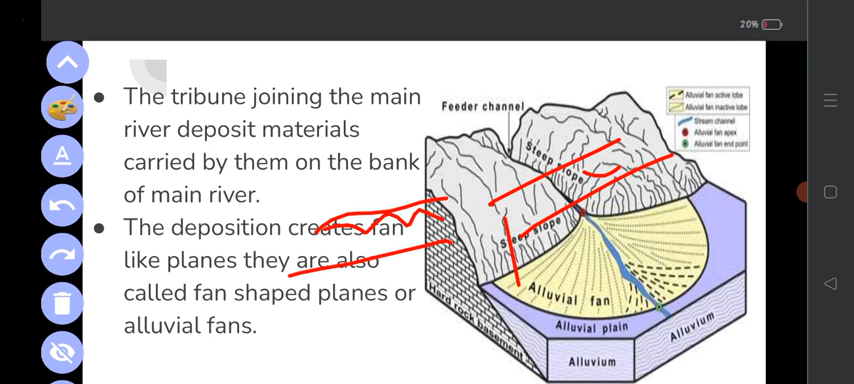 20%
The tribune joining the main
river deposit materials
carried by them on the bank
of main river.
The deposition creates fan
like planes they are also
called fan shaped planes or
alluvial fans.
Feeder channel
Steep slope
Steep slope
Alluvial fan
Hard rock basement
Alluvial plain
Alluvium
Alluvium
Alluvial fan active lobe
Alluvial fan inactive lobe
Stream channel
Alluvial fan apex
Alluvial fan end point
A